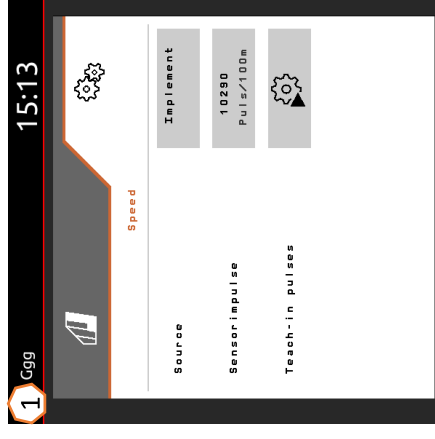 1 Ggg 15:13
Speed
Source Implement
Sensorimpulse 10290
Puls/100m
Teach-in pulses